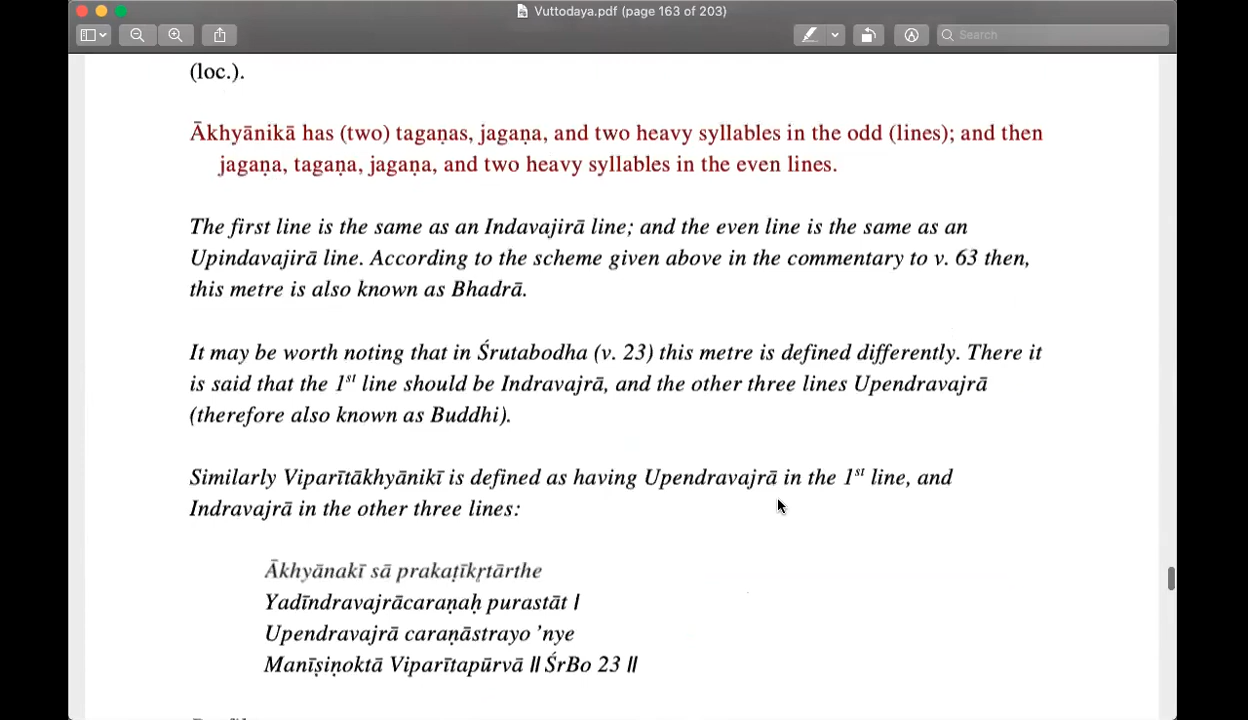 Vuttodaya.pdf (page 163 of 203)
Search
(loc.).
Ākhyānikā has (two) tagaṇas, jagaṇa, and two heavy syllables in the odd (lines); and then
jagaṇa, tagaṇa, jagaṇa, and two heavy syllables in the even lines.
The first line is the same as an Indavajirā line; and the even line is the same as an
Upindavajirā line. According to the scheme given above in the commentary to v. 63 then,
this metre is also known as Bhadrā.
It may be worth noting that in Śrutabodha (v. 23) this metre is defined differently. There it
is said that the 1st line should be Indravajrā, and the other three lines Upendravajrā
(therefore also known as Buddhi).
Similarly Viparītākhyānikī is defined as having Upendravajrā in the 1st line, and
Indravajrā in the other three lines:
Ākhyānakī sā prakaṭīkṛtārthe
Yadīndravajrācaraṇaḥ purastāt ।
Upendravajrā caraṇāstrayo ’nye
Manīṣiṇoktā Viparītapūrvā ॥ ŚrBo 23 ॥